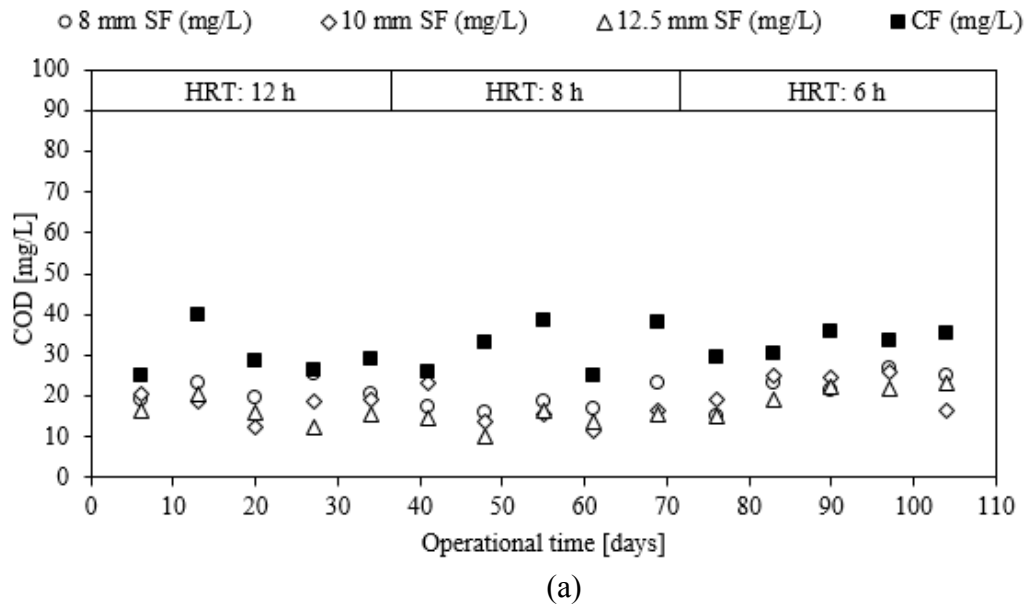 8 mm SF (mg/L) 10 mm SF (mg/L) 12.5 mm SF (mg/L) CF (mg/L)
100
HRT: 12 h HRT: 8 h HRT: 6 h
90
80
70
60
50
40
30
20
10
0
COD [mg/L]
0 10 20 30 40 50 60 70 80 90 100 110
Operational time [days]
(a)